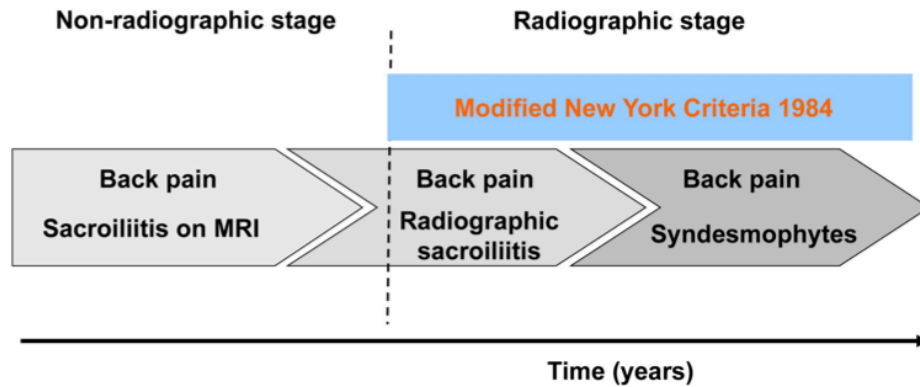 Non-radiographic stage
Radiographic stage
Modified New York Criteria 1984
Back pain
Sacroiliitis on MRI
Back pain
Radiographic
sacroiliitis
Back pain
Syndesmophytes
Time (years)